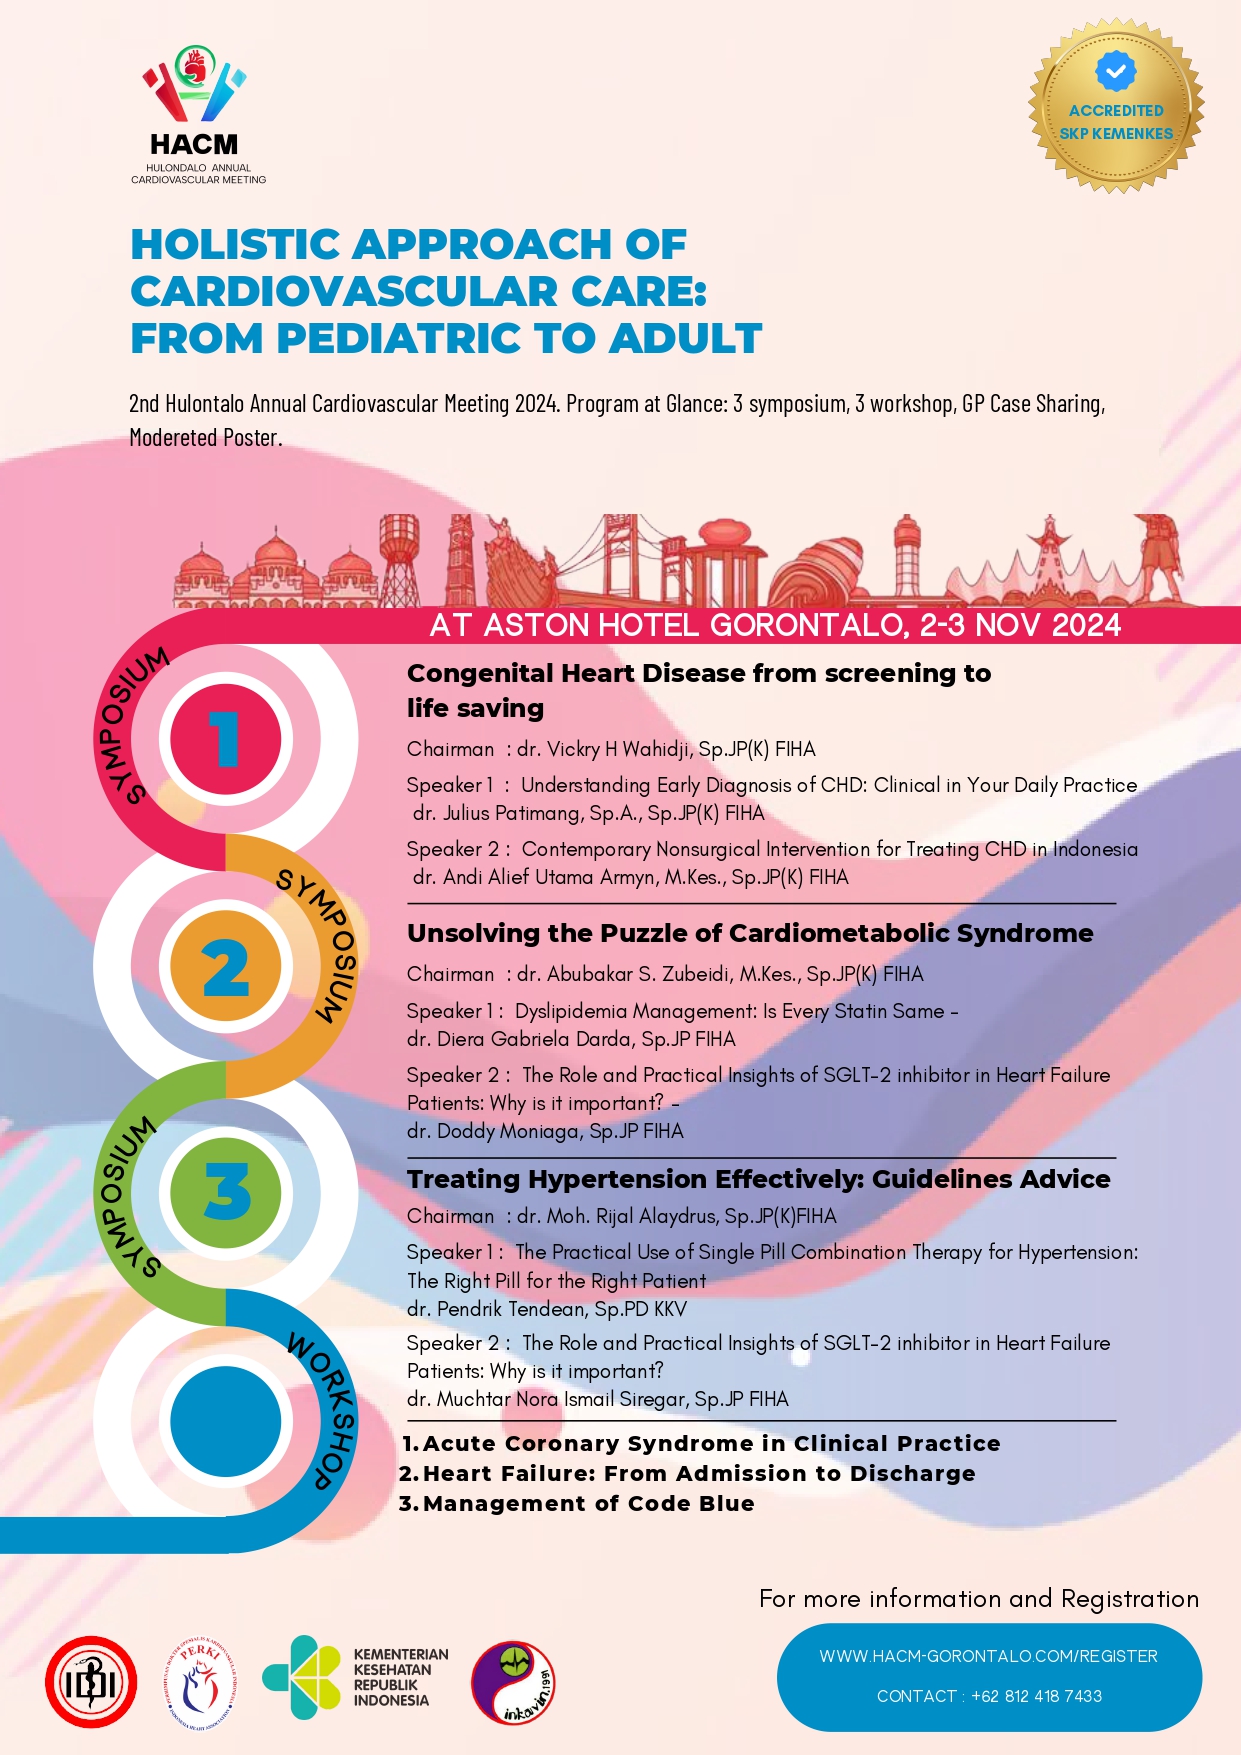 HACM
HULONDALO ANNUAL
CARDIOVASCULAR MEETING
ACCREDITED
SKP KEMENKES
HOLISTIC APPROACH OF
CARDIOVASCULAR CARE:
FROM PEDIATRIC TO ADULT
2nd Hulontalo Annual Cardiovascular Meeting 2024. Program at Glance: 3 symposium, 3 workshop, GP Case Sharing,
Modereted Poster.
AT ASTON HOTEL GORONTALO, 2-3 NOV 2024
SYMPOSIUM
1
Congenital Heart Disease from screening to
life saving
Chairman : dr. Vickry H Wahidji, Sp.JP(K) FIHA
Speaker 1 : Understanding Early Diagnosis of CHD: Clinical in Your Daily Practice
dr. Julius Patimang, Sp.A., Sp.JP(K) FIHA
Speaker 2 : Contemporary Nonsurgical Intervention for Treating CHD in Indonesia
dr. Andi Alief Utama Armyn, M.Kes., Sp.JP(K) FIHA
SYMPOSIUM
2
Unsolving the Puzzle of Cardiometabolic Syndrome
Chairman : dr. Abubakar S. Zubeidi, M.Kes., Sp.JP(K) FIHA
Speaker 1 : Dyslipidemia Management: Is Every Statin Same -
dr. Diera Gabriela Darda, Sp.JP FIHA
Speaker 2 : The Role and Practical Insights of SGLT-2 inhibitor in Heart Failure
Patients: Why is it important? -
dr. Doddy Moniaga, Sp.JP FIHA
SYMPOSIUM
3
Treating Hypertension Effectively: Guidelines Advice
Chairman : dr. Moh. Rijal Alaydrus, Sp.JP(K)FIHA
Speaker 1 : The Practical Use of Single Pill Combination Therapy for Hypertension:
The Right Pill for the Right Patient
dr. Pendrik Tendean, Sp.PD KKV
Speaker 2 : The Role and Practical Insights of SGLT-2 inhibitor in Heart Failure
Patients: Why is it important?
dr. Muchtar Nora Ismail Siregar, Sp.JP FIHA
WORKSHOP
1. Acute Coronary Syndrome in Clinical Practice
2. Heart Failure: From Admission to Discharge
3. Management of Code Blue
For more information and Registration
WWW.HACM-GORONTALO.COM/REGISTER
CONTACT : +62 812 418 7433
IDI
PERHIMPUNAN DOKTER SPESIALIS KARDIOVASKULAR INDONESIA
PERKI
INDONESIA HEART ASSOCIATION
KEMENTERIAN
KESEHATAN
REPUBLIK
INDONESIA
inkavin.1991